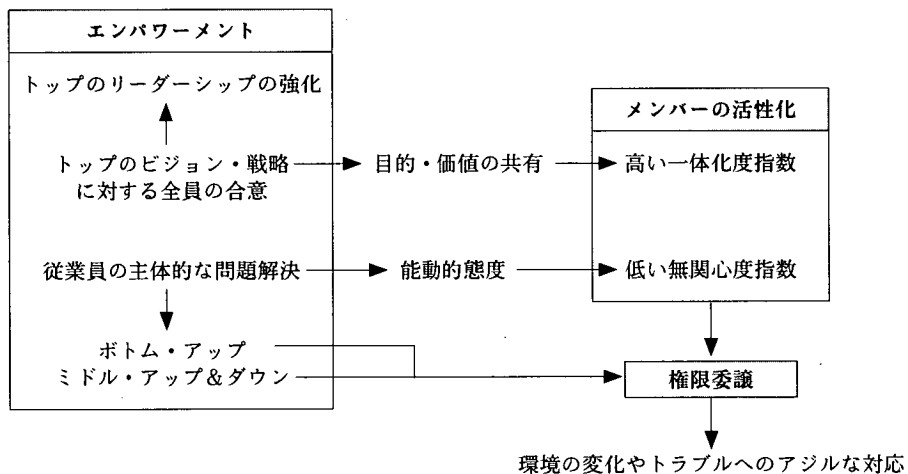 エンパワーメント
トップのリーダーシップの強化
メンバーの活性化
トップのビジョン・戦略
に対する全員の合意
目的・価値の共有
高い一体化度指数
従業員の主体的な問題解決
能動的態度
低い無関心度指数
ボトム・アップ
ミドル・アップ&ダウン
権限委譲
環境の変化やトラブルへのアジルな対応